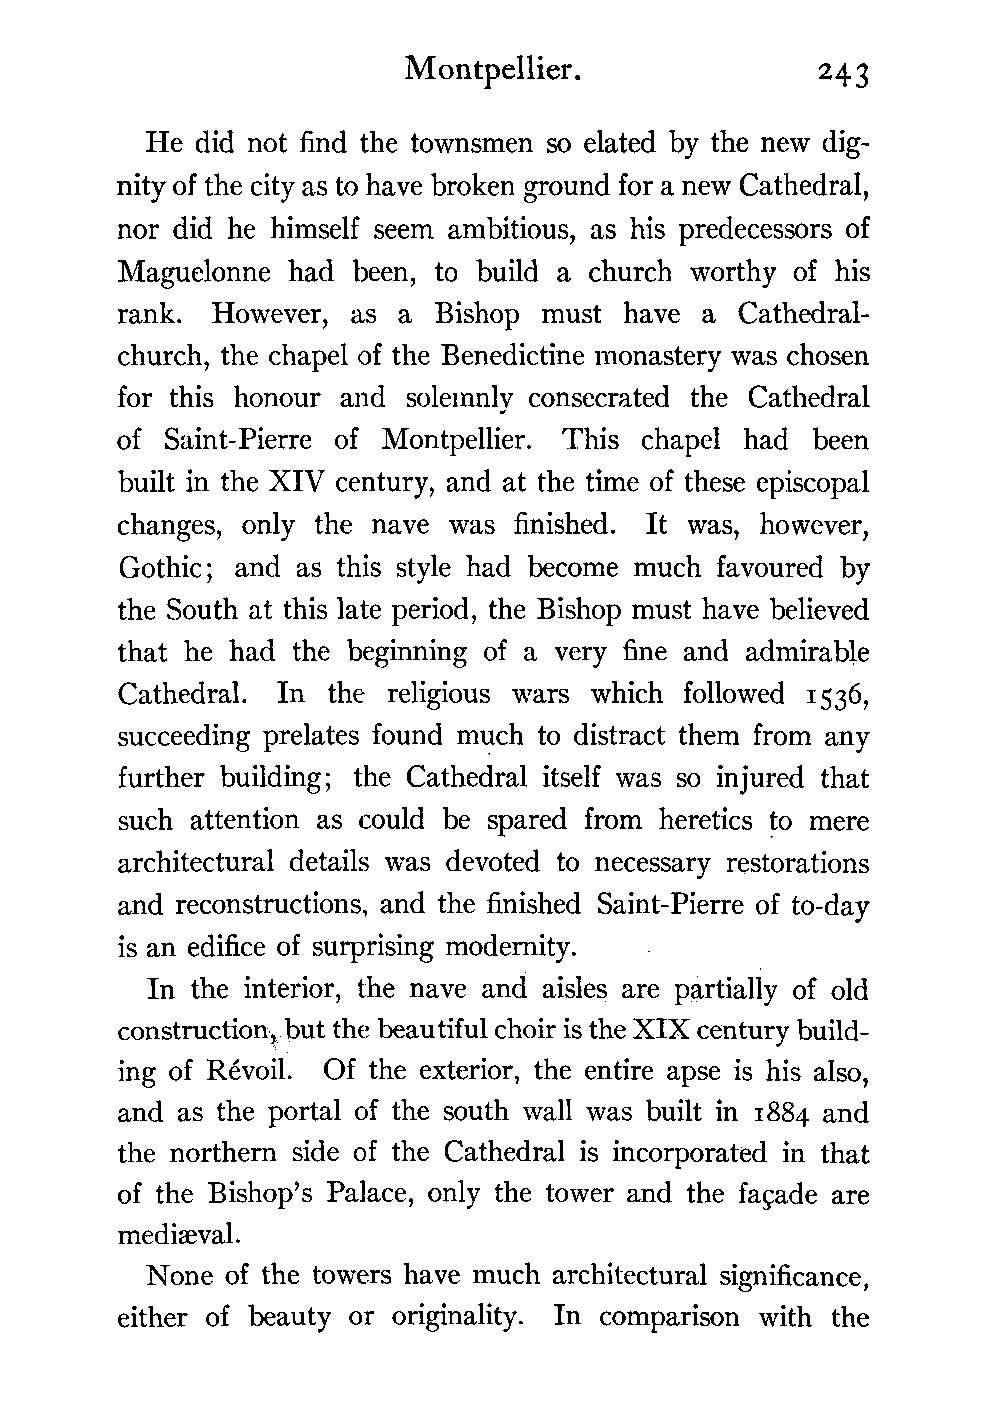 Montpellier. 243
He did not find the townsmen so elated by the new dig-
nity of the city as to have broken ground for a new Cathedral,
nor did he himself seem ambitious, as his predecessors of
Maguelonne had been, to build a church worthy of his
rank. However, as a Bishop must have a Cathedral-
church, the chapel of the Benedictine monastery was chosen
for this honour and solemnly consecrated the Cathedral
of Saint-Pierre of Montpellier. This chapel had been
built in the XIV century, and at the time of these episcopal
changes, only the nave was finished. It was, however,
Gothic; and as this style had become much favoured by
the South at this late period, the Bishop must have believed
that he had the beginning of a very fine and admirable
Cathedral. In the religious wars which followed 1536,
succeeding prelates found much to distract them from any
further building; the Cathedral itself was so injured that
such attention as could be spared from heretics to mere
architectural details was devoted to necessary restorations
and reconstructions, and the finished Saint-Pierre of to-day
is an edifice of surprising modernity.
In the interior, the nave and aisles are partially of old
construction, but the beautiful choir is the XIX century build-
ing of Révoil. Of the exterior, the entire apse is his also,
and as the portal of the south wall was built in 1884 and
the northern side of the Cathedral is incorporated in that
of the Bishop's Palace, only the tower and the façade are
mediæval.
None of the towers have much architectural significance,
either of beauty or originality. In comparison with the